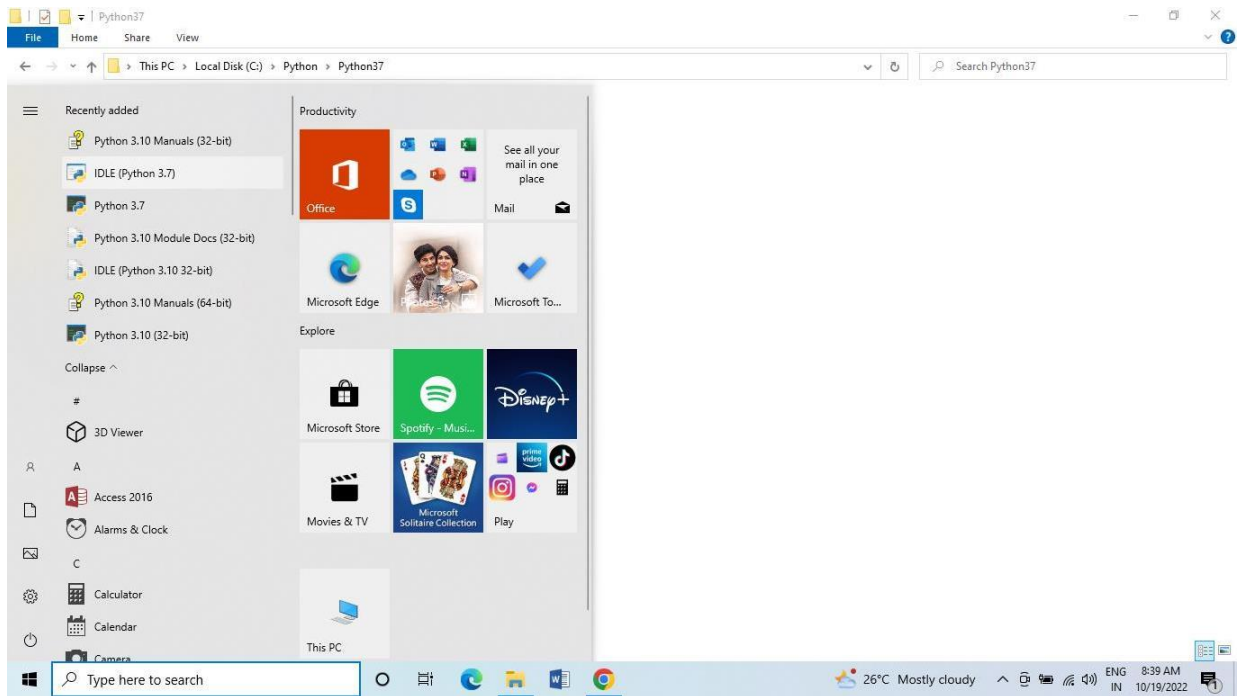 Python37
File Home Share View
This PC › Local Disk (C:) › Python › Python37
Search Python37
Recently added
Python 3.10 Manuals (32-bit)
IDLE (Python 3.7)
Python 3.7
Python 3.10 Module Docs (32-bit)
IDLE (Python 3.10 32-bit)
Python 3.10 Manuals (64-bit)
Python 3.10 (32-bit)
Collapse
#
3D Viewer
A
Access 2016
Alarms & Clock
C
Calculator
Calendar
Camera
Productivity
Office
See all your
mail in one
place
Mail
Microsoft Edge
Microsoft To...
Explore
Microsoft Store
Spotify - Musi...
Disney+
Movies & TV
Microsoft
Solitaire Collection
prime
video
Play
This PC
Type here to search
26°C Mostly cloudy
ENG
IN
8:39 AM
10/19/2022